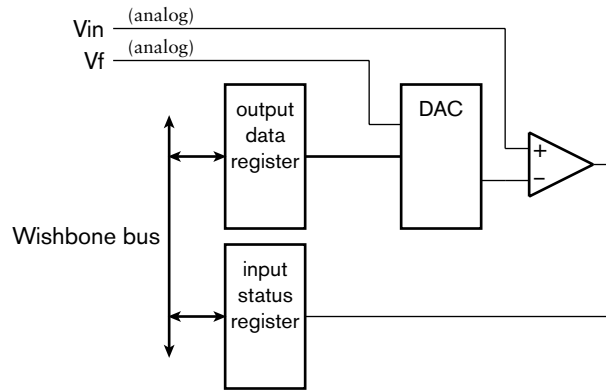 Vin (analog)
Vf (analog)
output
data
register
DAC
+
−
Wishbone bus
input
status
register